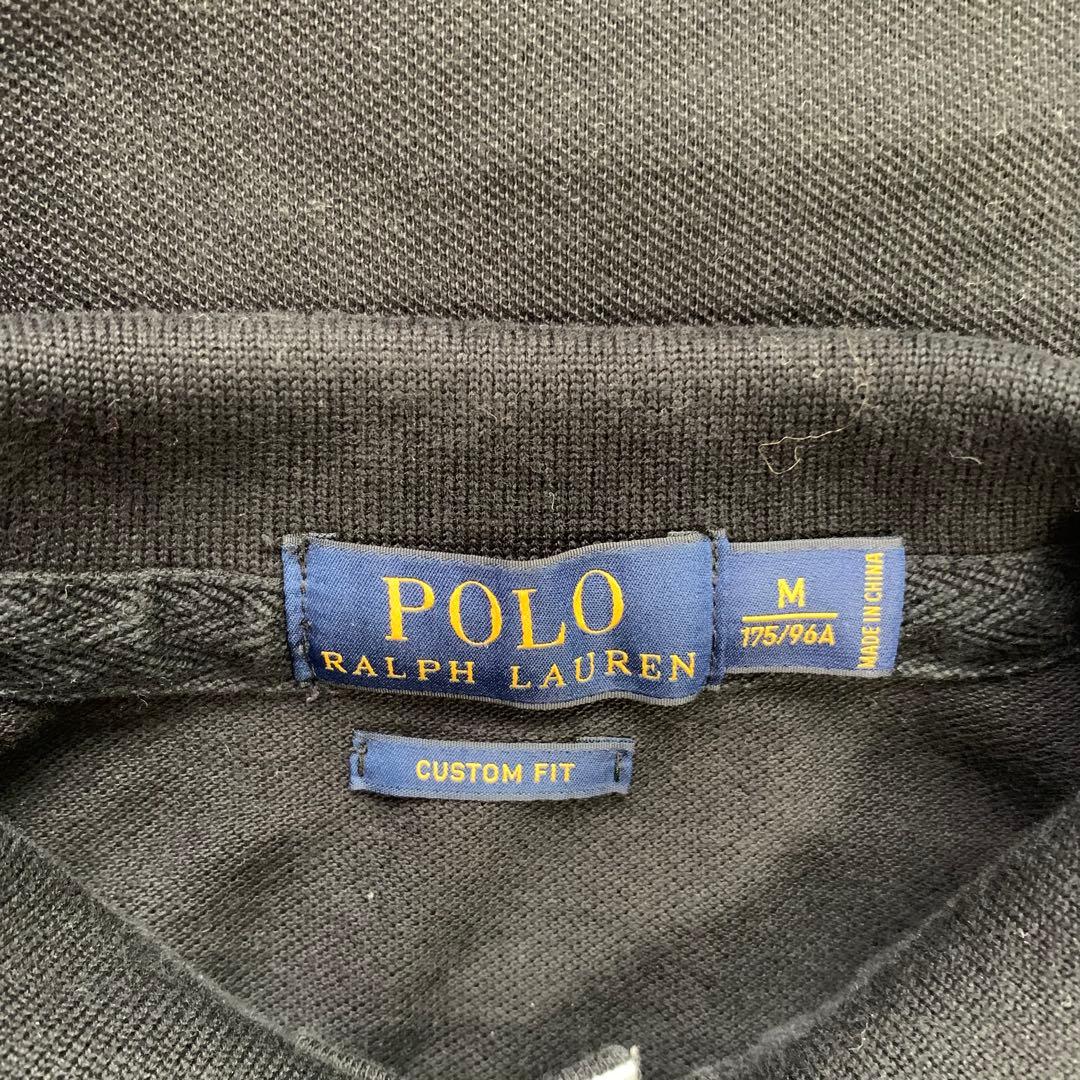 POLO
RALPH LAUREN
M
175/96A
MADE IN CHINA
CUSTOM FIT